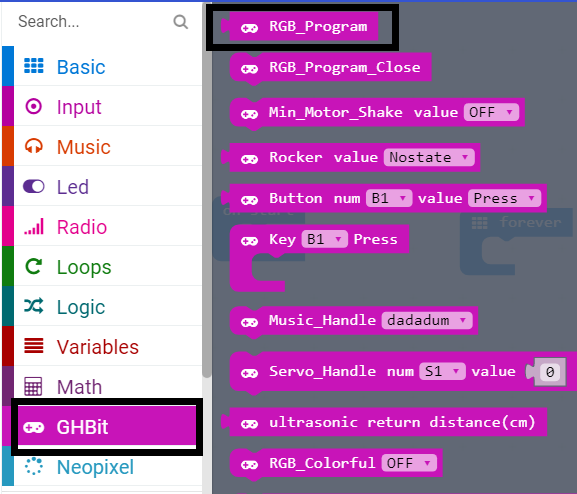 Search...
Basic
Input
Music
Led
Radio
Loops
Logic
Variables
Math
GHBit
Neopixel
RGB_Program
RGB_Program_Close
Min_Motor_Shake value OFF
Rocker value Nostate
Button num B1 value Press
on start
forever
Key B1 Press
Music_Handle dadadum
Servo_Handle num S1 value 0
ultrasonic return distance(cm)
RGB_Colorful OFF